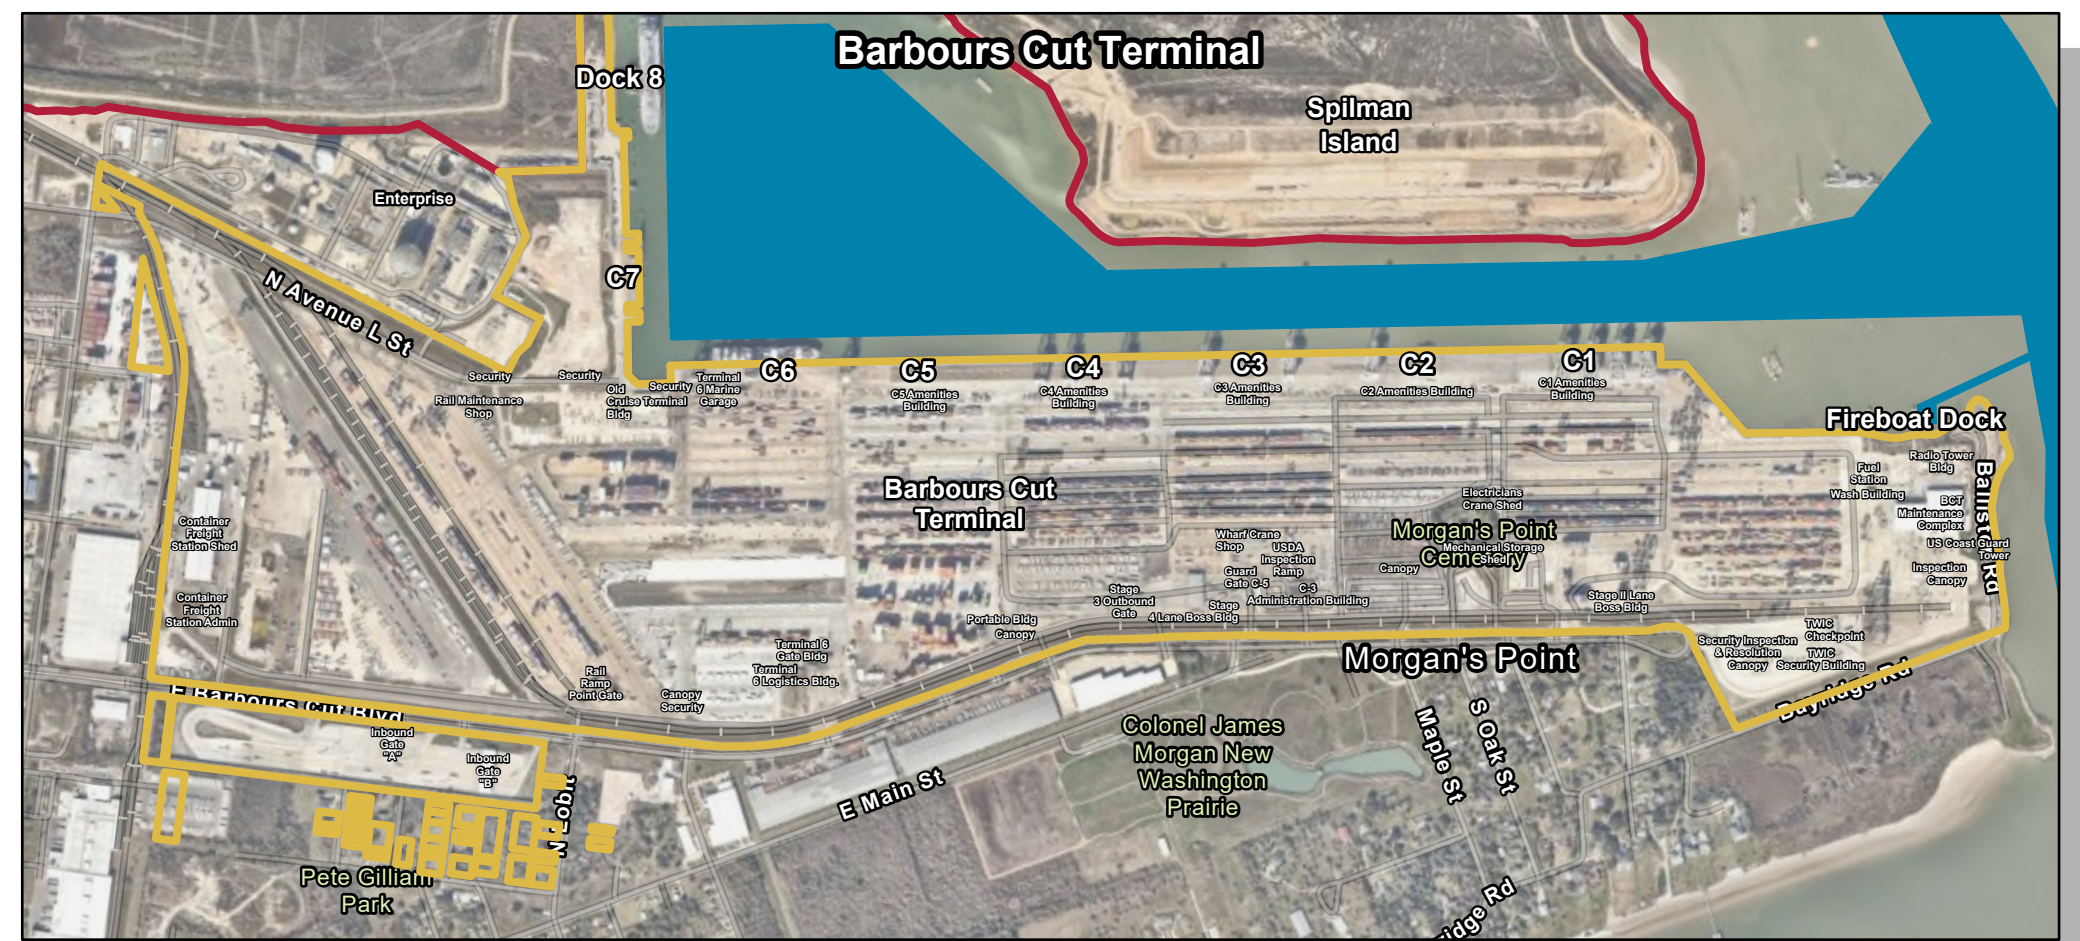 Barbours Cut Terminal
Dock 8
Spilman
Island
Enterprise
C7
N Avenue L St
C6
C5
C4
C3
C2
C1
Security
Security
Security
Rail Maintenance
Shop
Old
Cruise Terminal
Bldg
Terminal
6 Marine
Garage
C5 Amenities
Building
C4 Amenities
Building
C3 Amenities
Building
C2 Amenities Building
C1 Amenities
Building
Fireboat Dock
Radio Tower
Bldg
Fuel
Station
Wash Building
BCT
Maintenance
Complex
US Coast Guard
Tower
Inspection
Canopy
Rd
Barbours Cut
Terminal
Electricians
Crane Shed
Morgan's Point
Cemetery
Mechanical Storage
Shed
Canopy
Wharf Crane
Shop
USDA
Inspection
Ramp
Guard
Gate C-5
C-3
Administration Building
Stage
3 Outbound
Gate
Stage
4 Lane Boss Bldg
Stage II Lane
Boss Bldg
Portable Bldg
Canopy
Container
Freight
Station Shed
Container
Freight
Station Admin
Terminal 6
Gate Bldg
Terminal
6 Logistics Bldg.
Rail
Ramp
Point Gate
Canopy
Security
TWIC
Checkpoint
Security Inspection
& Resolution
Canopy
TWIC
Security Building
Morgan's Point
Bayridge Rd
E Barbours Cut Blvd
Inbound
Gate
"A"
Inbound
Gate
"B"
N Lobit
E Main St
Colonel James
Morgan New
Washington
Prairie
Maple St
S Oak St
Pete Gilliam
Park
ridge Rd